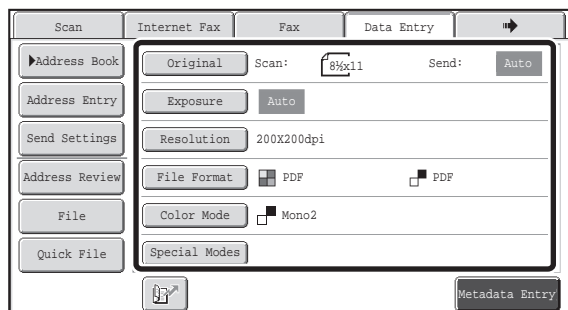 Scan Internet Fax Fax Data Entry
Address Book
Address Entry
Send Settings
Address Review
File
Quick File
Original Scan: 8½x11 Send: Auto
Exposure Auto
Resolution 200X200dpi
File Format PDF PDF
Color Mode Mono2
Special Modes
Metadata Entry